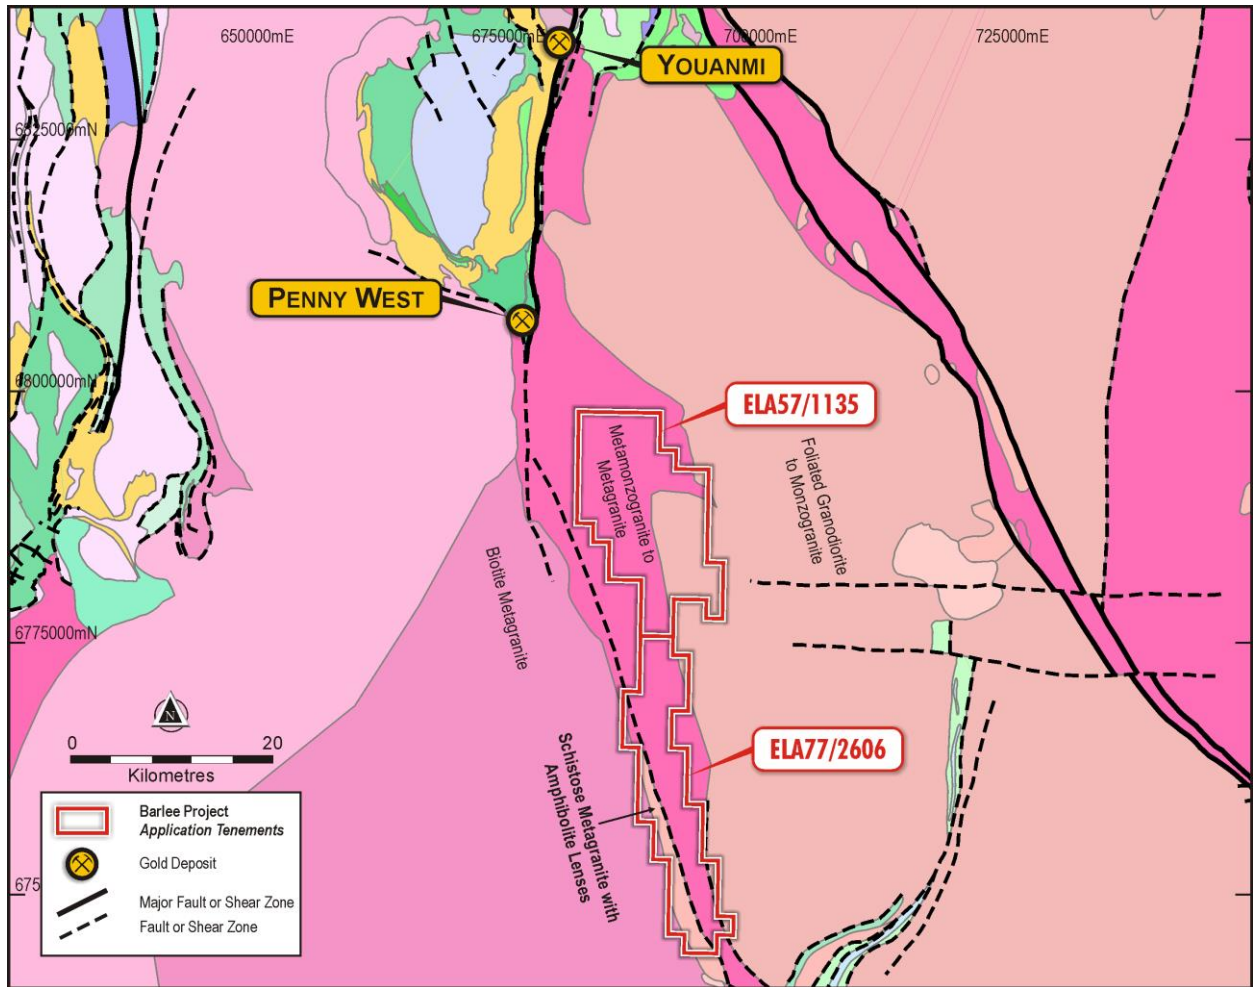 650000mE
675000mE
700000mE
725000mE
YOUANMI
6825000mN
PENNY WEST
6800000mN
ELA57/1135
Metamonzogranite to
Metagranite
Foliated Granodiorite
to Monzogranite
Biotite Metagranite
6775000mN
N
0 20
Kilometres
ELA77/2606
Schistose Metagranite with
Amphibolite Lenses
Barlee Project
Application Tenements
Gold Deposit
675
Major Fault or Shear Zone
Fault or Shear Zone